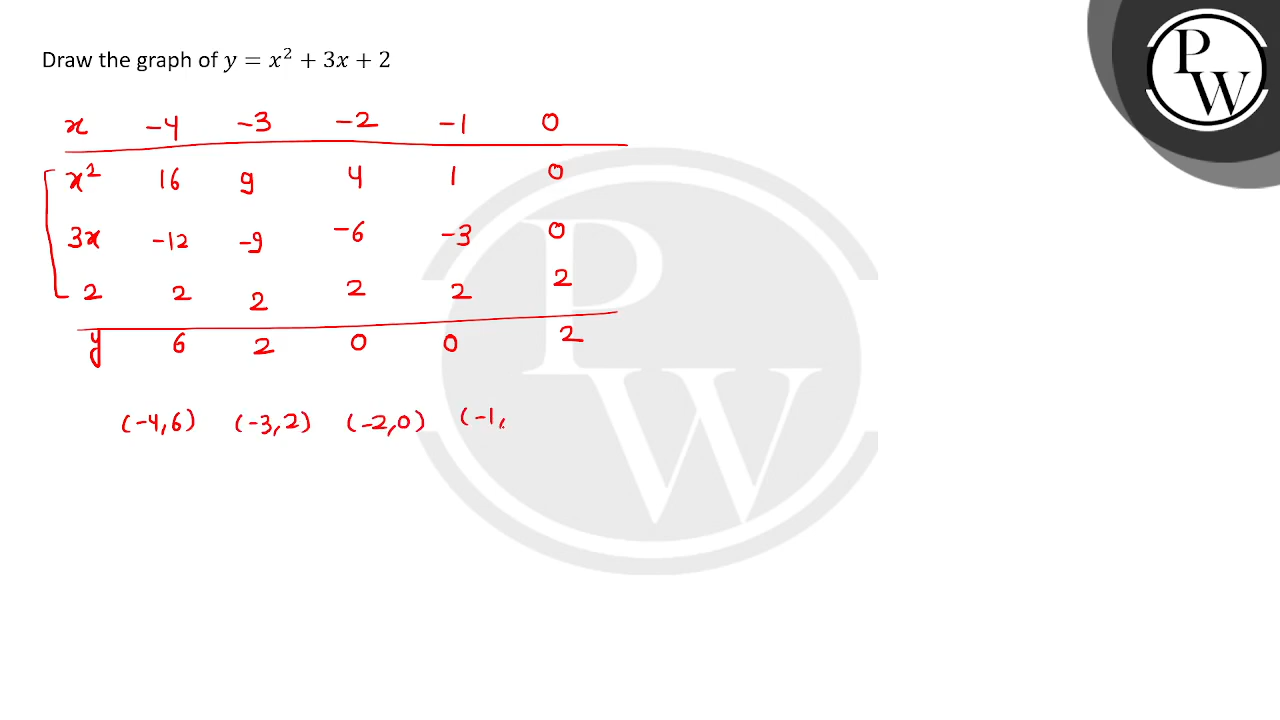 Draw the graph of y = x² + 3x + 2
x -4 -3 -2 -1 0
x² 16 9 4 1 0
3x -12 -9 -6 -3 0
2 2 2 2 2 2
y 6 2 0 0 2
(-4,6) (-3,2) (-2,0) (-1,
PW
PW